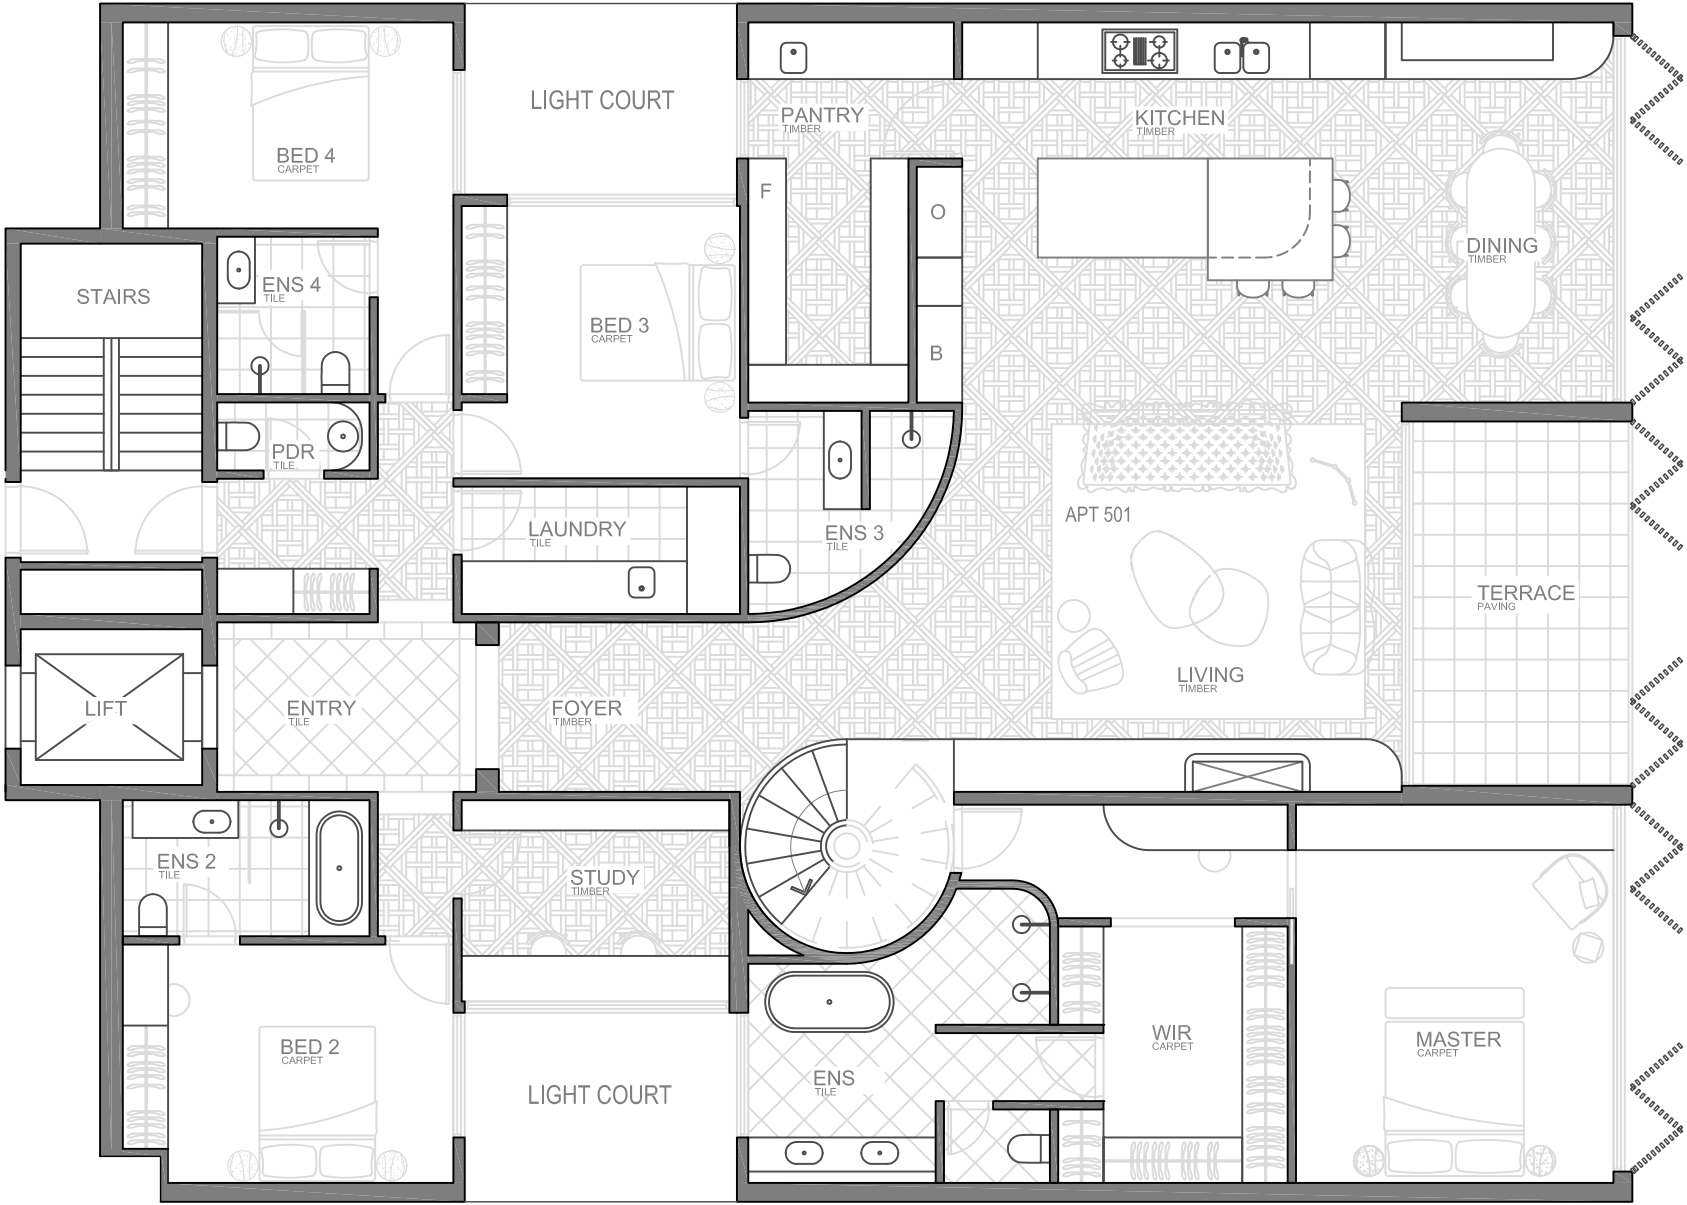 LIGHT COURT
PANTRY
TIMBER
KITCHEN
TIMBER
BED 4
CARPET
F
O
DINING
TIMBER
STAIRS
ENS 4
TILE
BED 3
CARPET
B
PDR
TILE
LAUNDRY
TILE
ENS 3
TILE
APT 501
TERRACE
PAVING
LIVING
TIMBER
LIFT
ENTRY
TILE
FOYER
TIMBER
ENS 2
TILE
STUDY
TIMBER
BED 2
CARPET
WIR
CARPET
MASTER
CARPET
LIGHT COURT
ENS
TILE